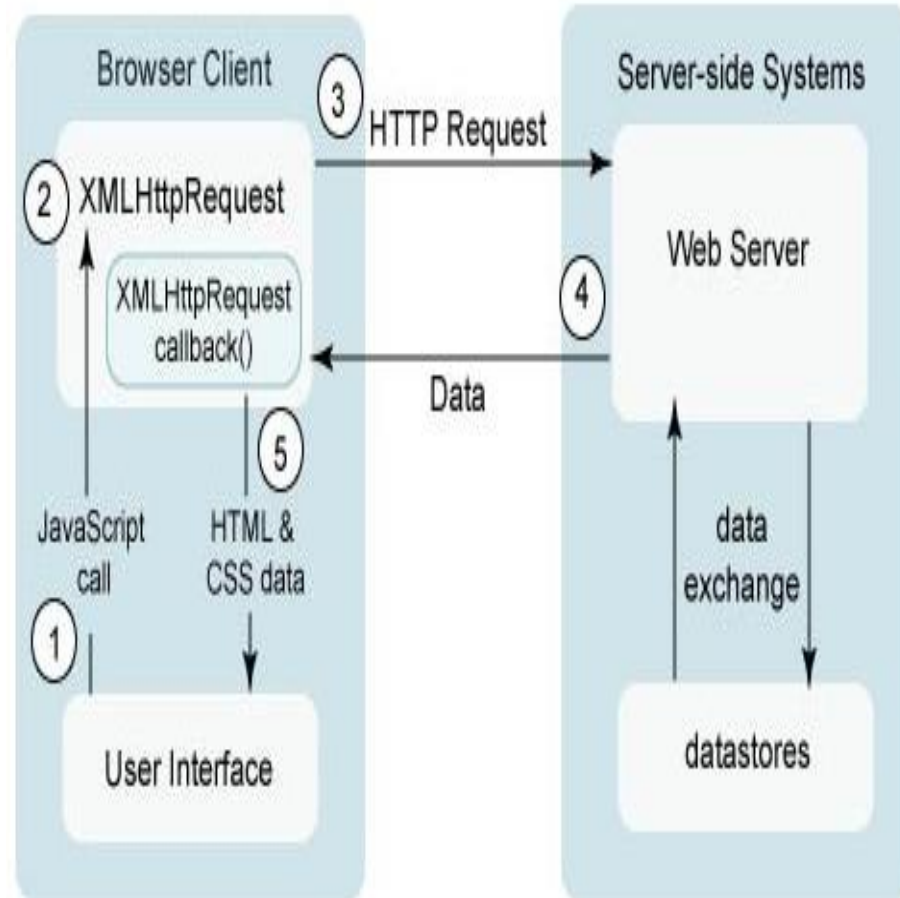 Browser Client
3
HTTP Request
2
XMLHttpRequest
XMLHttpRequest
callback()
5
JavaScript
call
HTML &
CSS data
1
User Interface
4
Data
Server-side Systems
Web Server
data
exchange
datastores